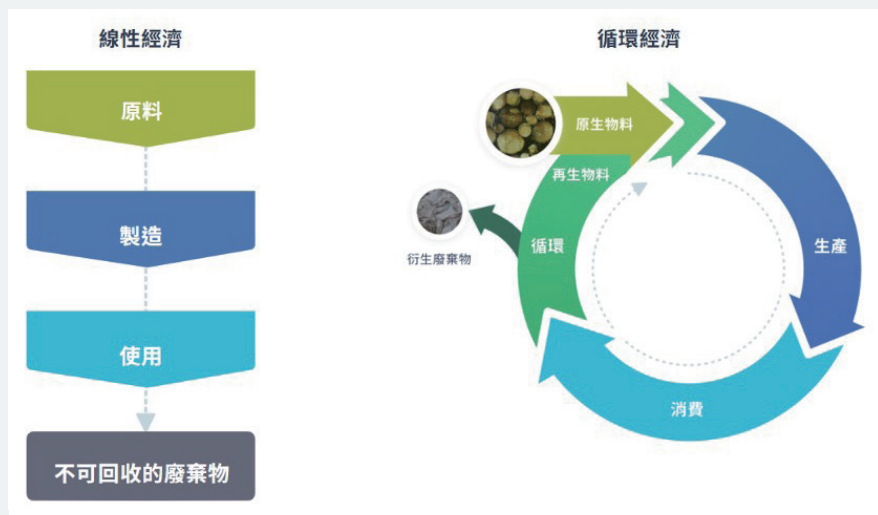 線性經濟
原料
製造
使用
不可回收的廢棄物
循環經濟
原生物料
再生物料
循環
衍生廢棄物
生產
消費